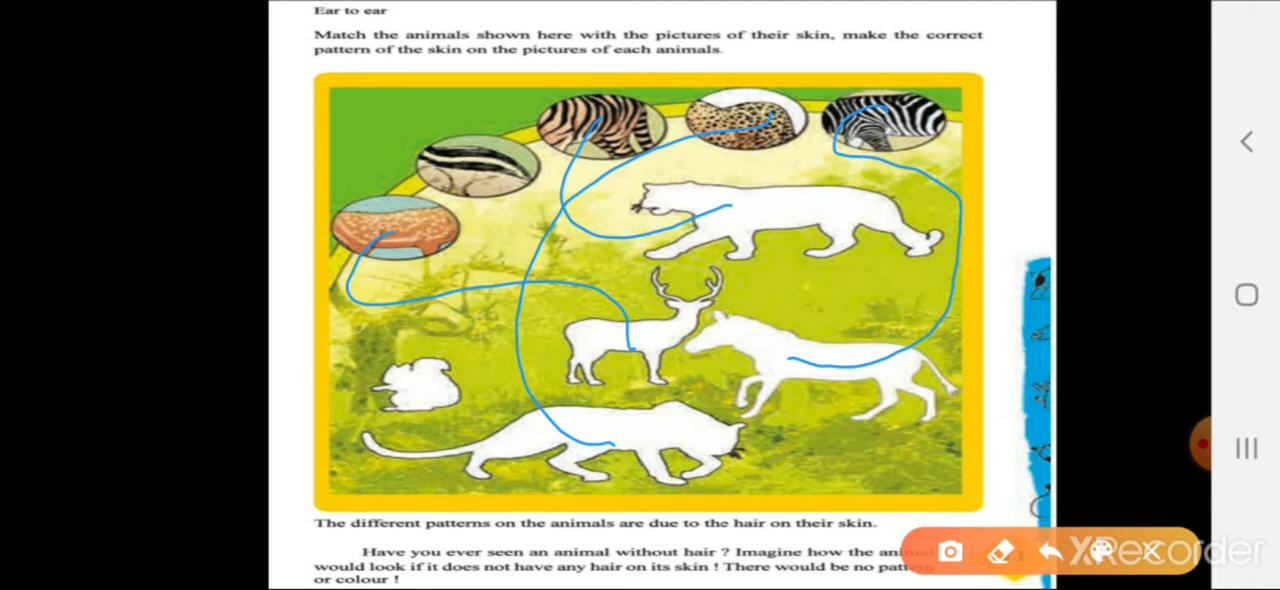 Ear to ear
Match the animals shown here with the pictures of their skin, make the correct
pattern of the skin on the pictures of each animals.
The different patterns on the animals are due to the hair on their skin.
Have you ever seen an animal without hair ? Imagine how the animal
would look if it does not have any hair on its skin ! There would be no pattern
or colour !
XRecorder